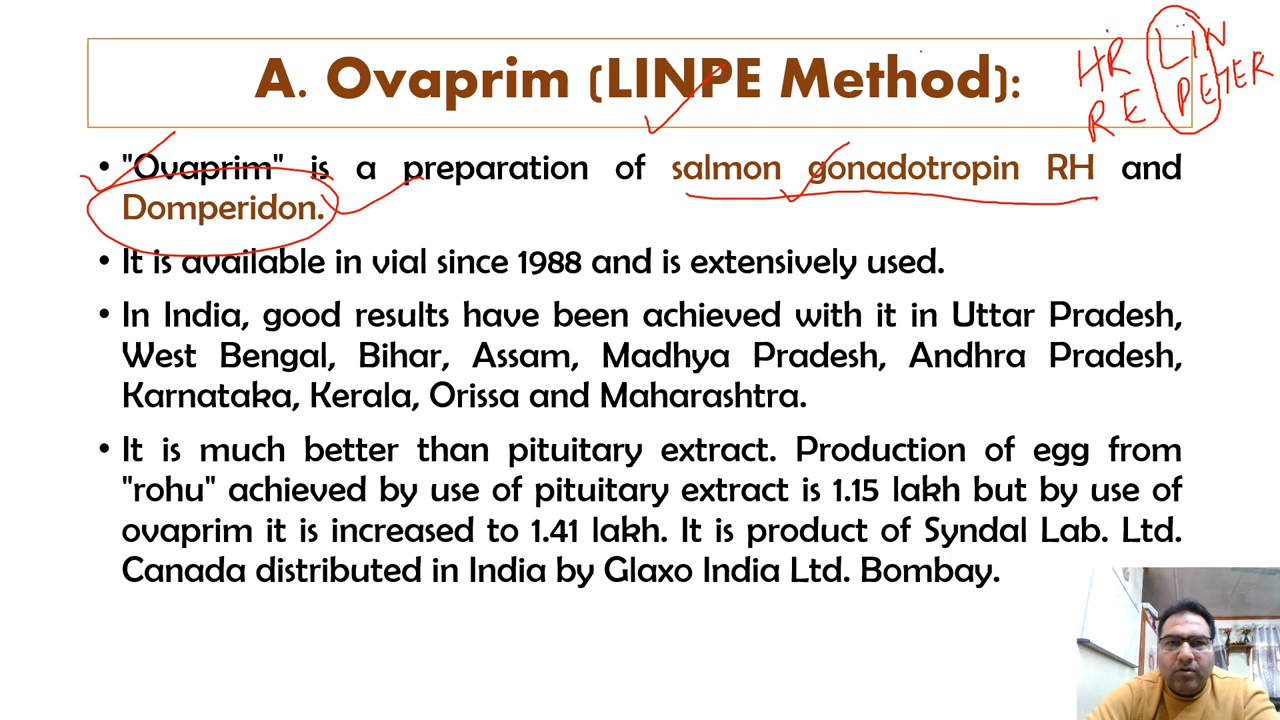 A. Ovaprim (LINPE Method):
HR LIN
RE PETER
• "Ovaprim" is a preparation of salmon gonadotropin RH and
Domperidon.
• It is available in vial since 1988 and is extensively used.
• In India, good results have been achieved with it in Uttar Pradesh,
West Bengal, Bihar, Assam, Madhya Pradesh, Andhra Pradesh,
Karnataka, Kerala, Orissa and Maharashtra.
• It is much better than pituitary extract. Production of egg from
"rohu" achieved by use of pituitary extract is 1.15 lakh but by use of
ovaprim it is increased to 1.41 lakh. It is product of Syndal Lab. Ltd.
Canada distributed in India by Glaxo India Ltd. Bombay.